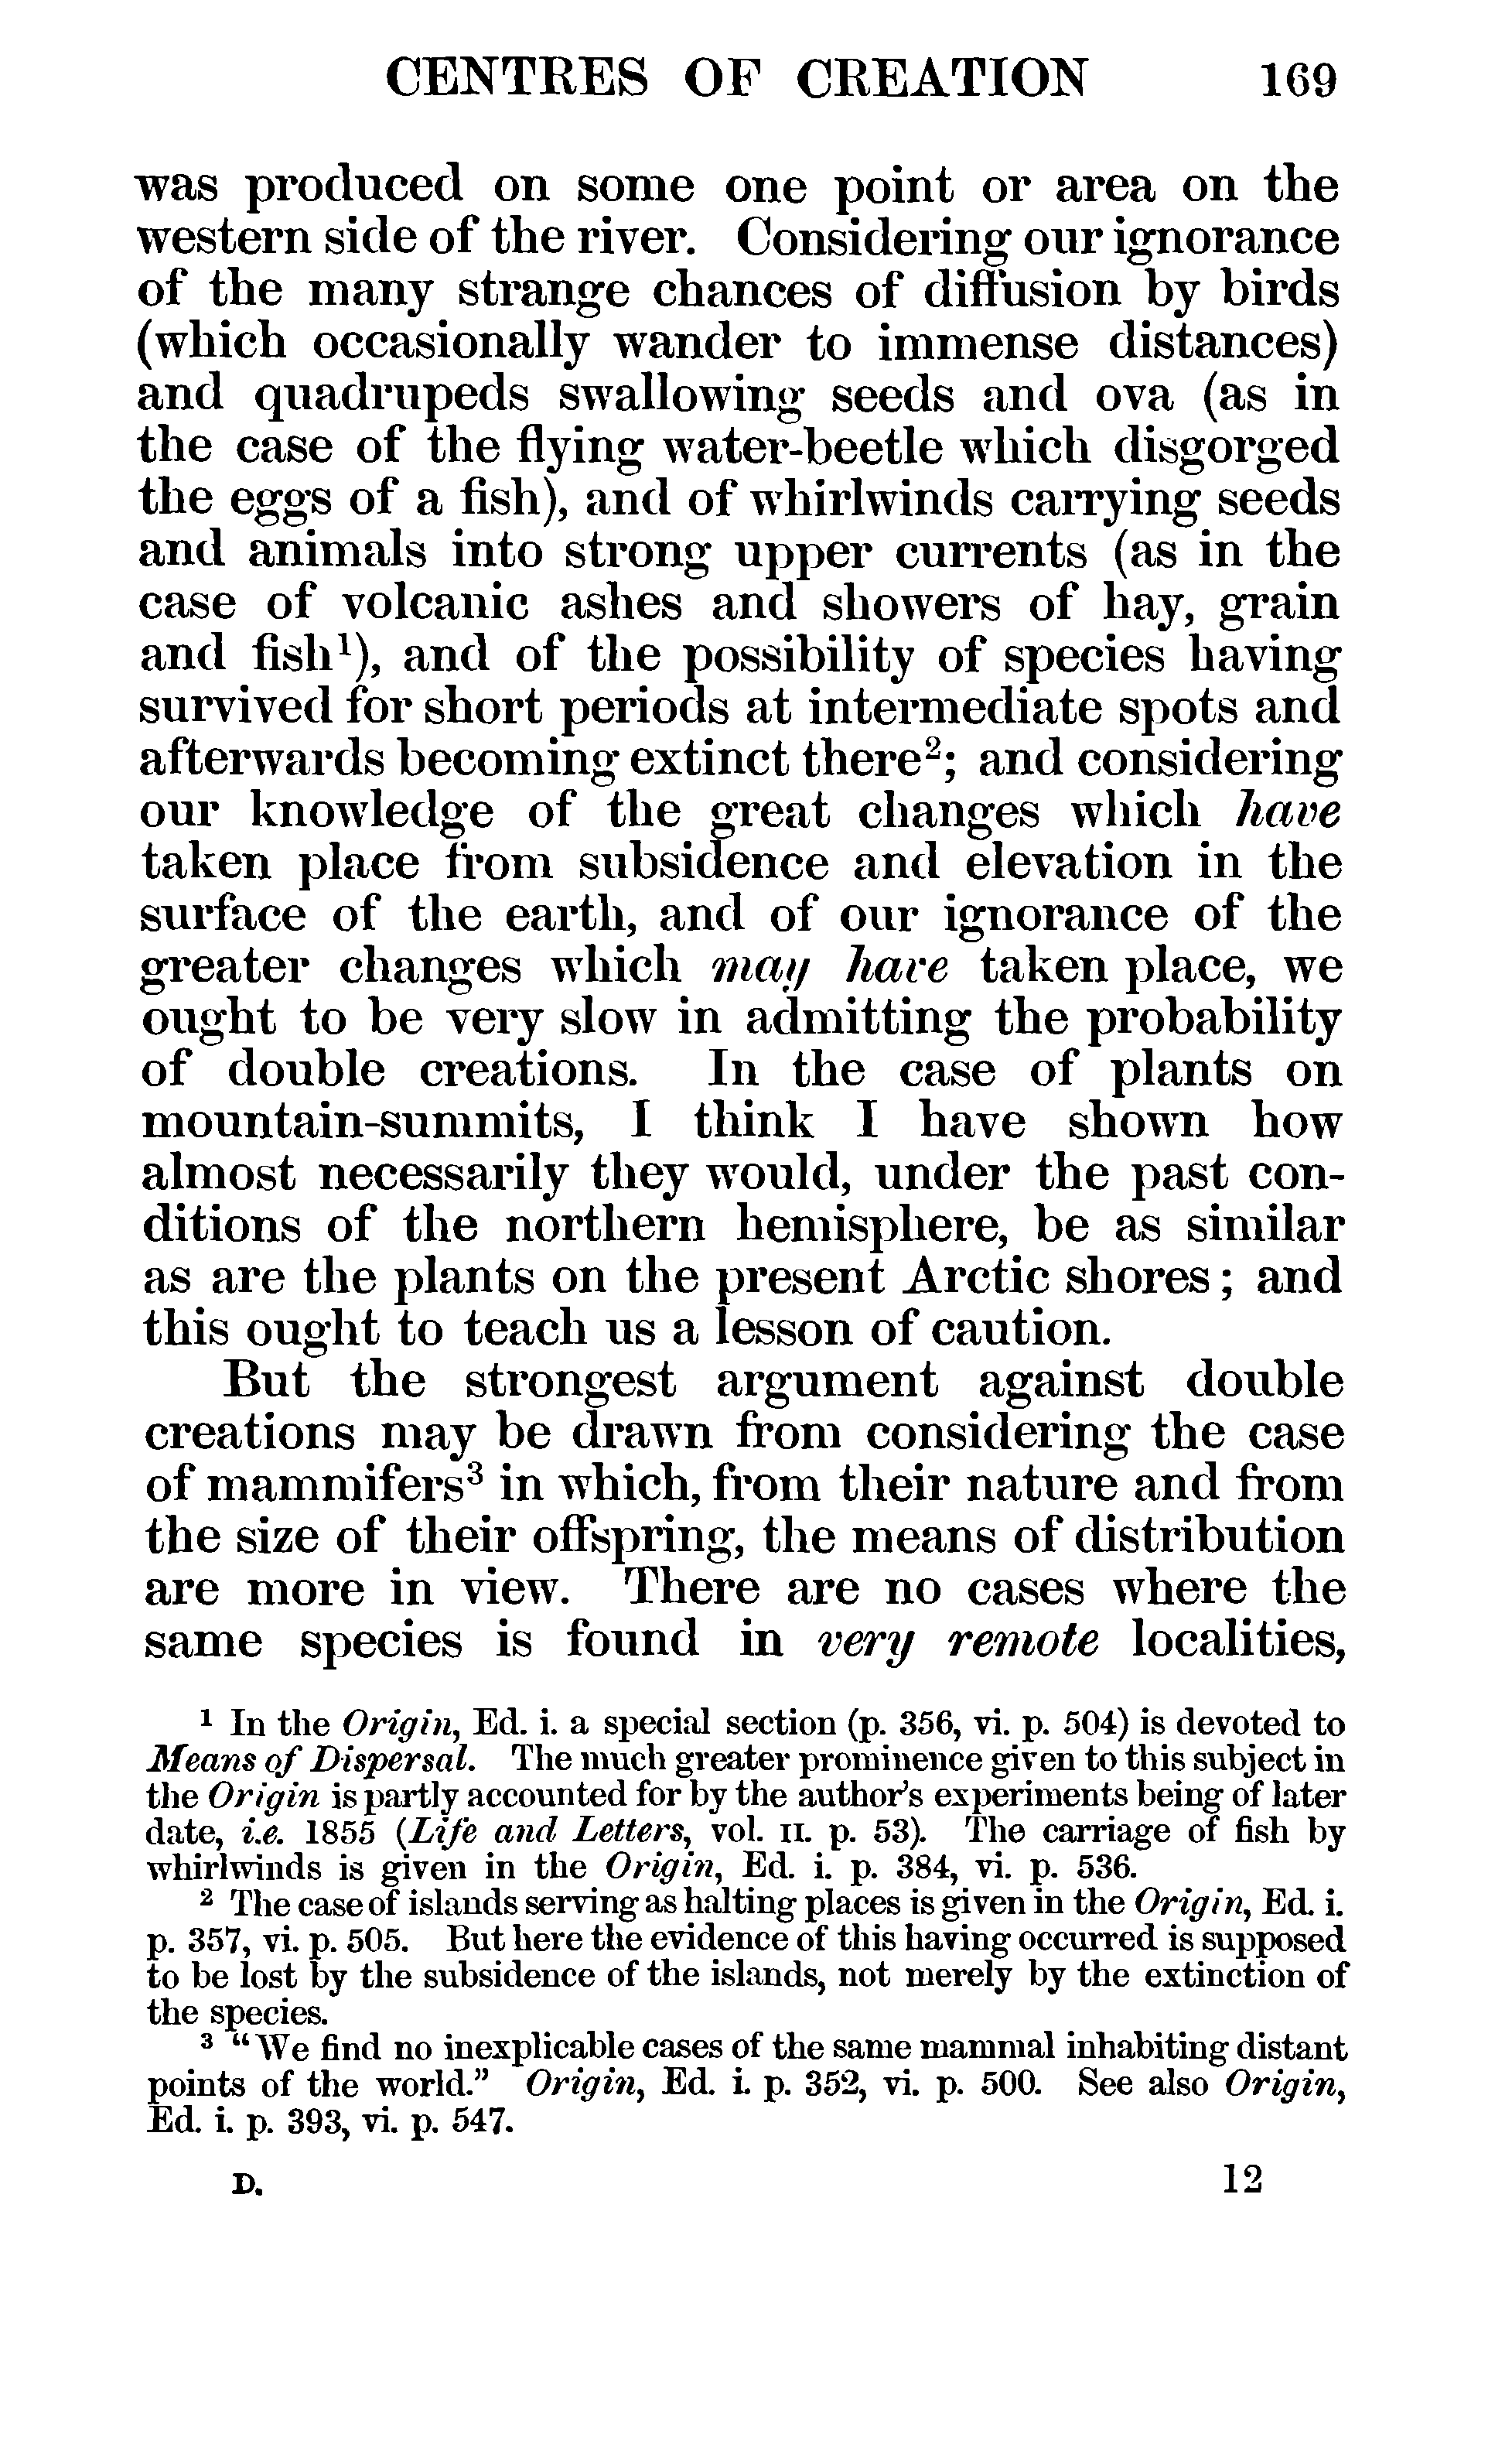 CENTRES OF CREATION 169
was produced on some one point or area on the
western side of the river. Considering our ignorance
of the many strange chances of diffusion by birds
(which occasionally wander to immense distances)
and quadrupeds swallowing seeds and ova (as in
the case of the flying water-beetle which disgorged
the eggs of a fish), and of whirlwinds carrying seeds
and animals into strong upper currents (as in the
case of volcanic ashes and showers of hay, grain
and fish¹), and of the possibility of species having
survived for short periods at intermediate spots and
afterwards becoming extinct there²; and considering
our knowledge of the great changes which have
taken place from subsidence and elevation in the
surface of the earth, and of our ignorance of the
greater changes which may have taken place, we
ought to be very slow in admitting the probability
of double creations. In the case of plants on
mountain-summits, I think I have shown how
almost necessarily they would, under the past con-
ditions of the northern hemisphere, be as similar
as are the plants on the present Arctic shores; and
this ought to teach us a lesson of caution.
But the strongest argument against double
creations may be drawn from considering the case
of mammifers³ in which, from their nature and from
the size of their offspring, the means of distribution
are more in view. There are no cases where the
same species is found in very remote localities,
¹ In the Origin, Ed. i. a special section (p. 356, vi. p. 504) is devoted to
Means of Dispersal. The much greater prominence given to this subject in
the Origin is partly accounted for by the author's experiments being of later
date, i.e. 1855 (Life and Letters, vol. II. p. 53). The carriage of fish by
whirlwinds is given in the Origin, Ed. i. p. 384, vi. p. 536.
² The case of islands serving as halting places is given in the Origin, Ed. i.
p. 357, vi. p. 505. But here the evidence of this having occurred is supposed
to be lost by the subsidence of the islands, not merely by the extinction of
the species.
³ "We find no inexplicable cases of the same mammal inhabiting distant
points of the world." Origin, Ed. i. p. 352, vi. p. 500. See also Origin,
Ed. i. p. 393, vi. p. 547.
D. 12